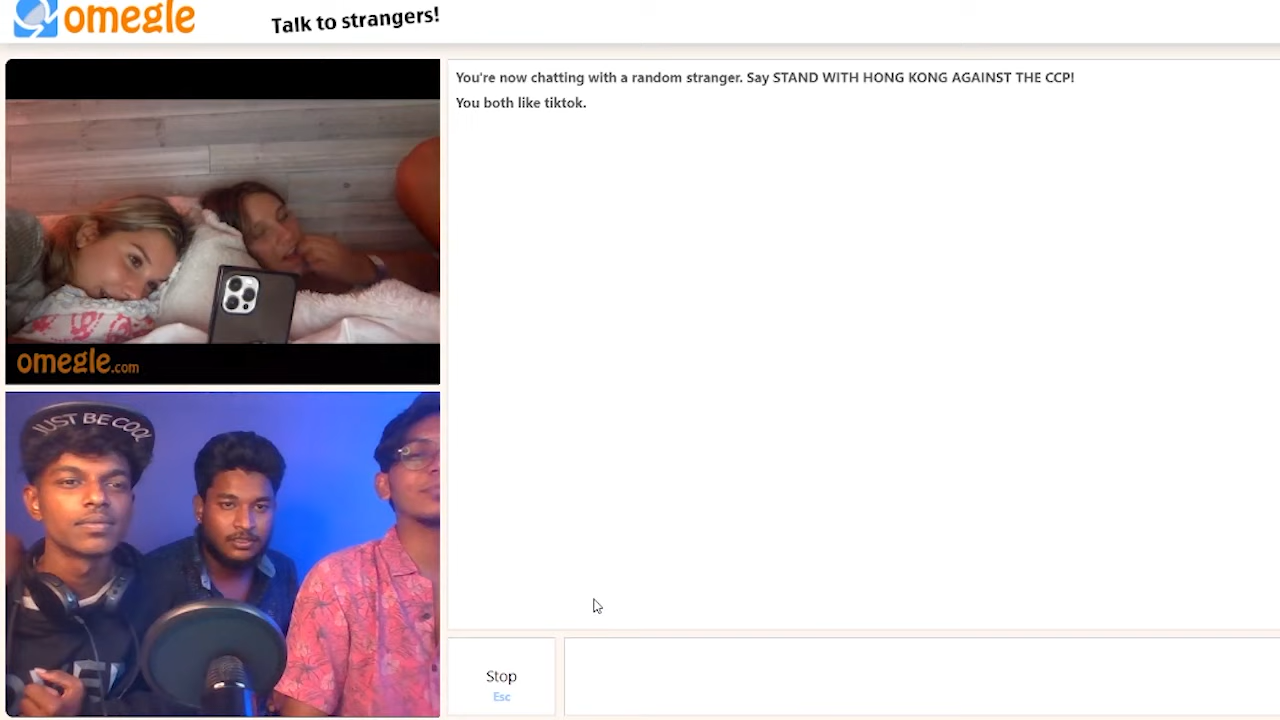 omegle
Talk to strangers!
You're now chatting with a random stranger. Say STAND WITH HONG KONG AGAINST THE CCP!
You both like tiktok.
omegle.com
JUST BE COOL
Stop
Esc